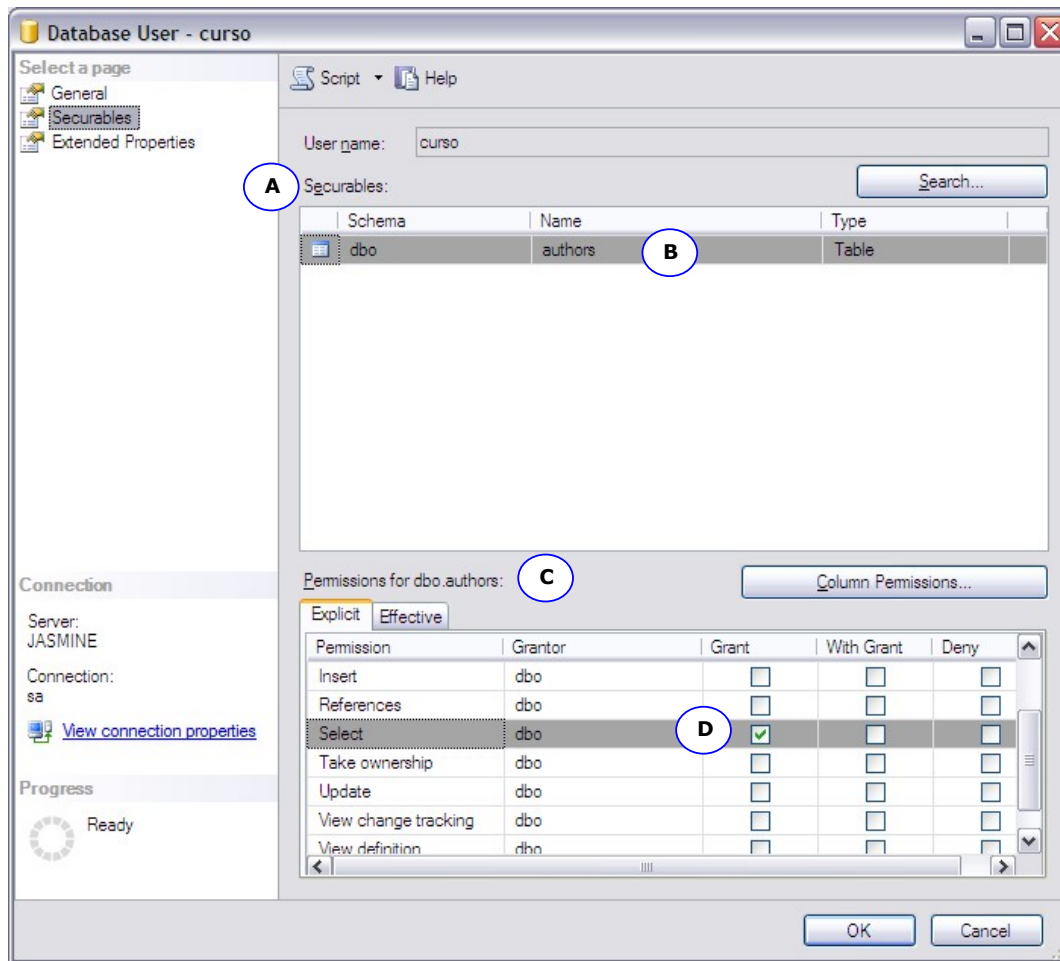 Database User - curso
Select a page
General
Securables
Extended Properties
Script Help
User name: curso
A Securables: Search...
Schema Name Type
dbo authors B Table
Permissions for dbo.authors: C Column Permissions...
Explicit Effective
Permission Grantor Grant With Grant Deny
Insert dbo
References dbo
Select dbo D
Take ownership dbo
Update dbo
View change tracking dbo
View definition dbo
Connection
Server:
JASMINE
Connection:
sa
View connection properties
Progress
Ready
OK Cancel